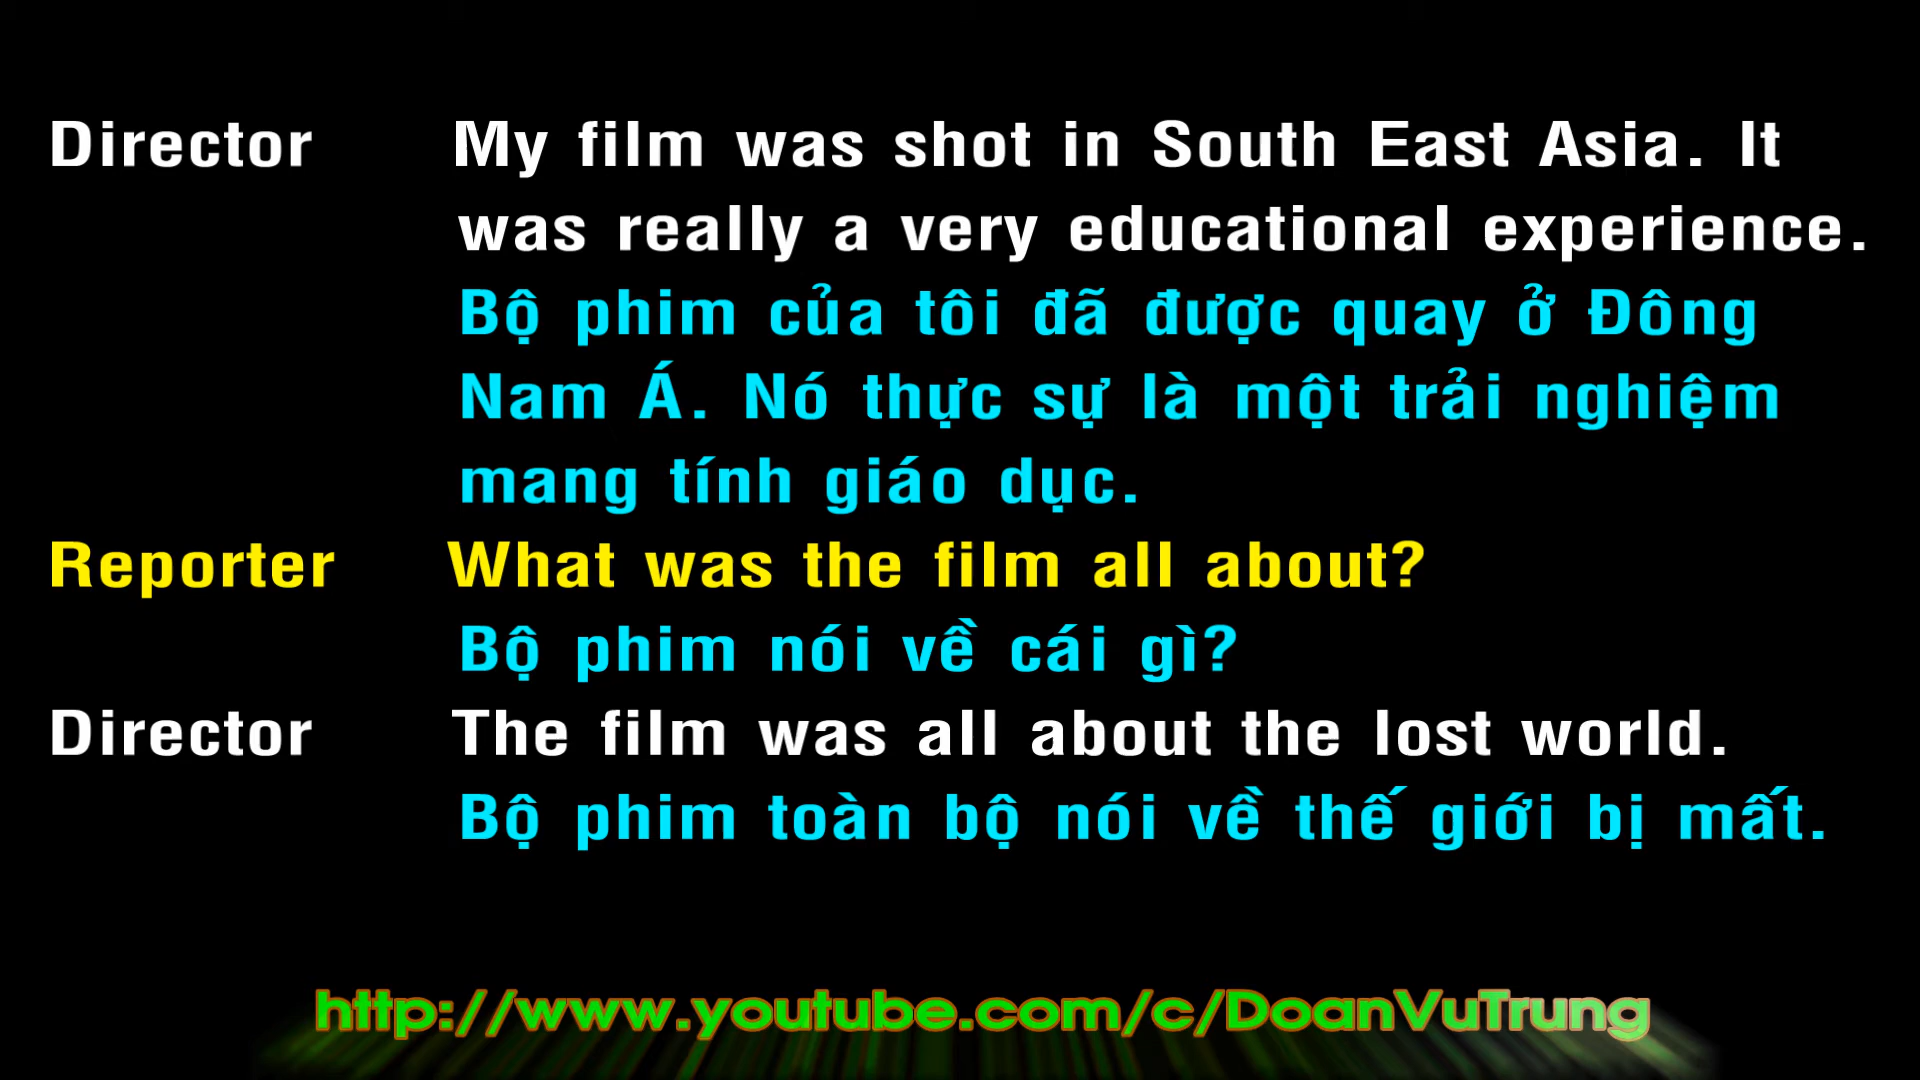 Director My film was shot in South East Asia. It
was really a very educational experience.
Bộ phim của tôi đã được quay ở Đông
Nam Á. Nó thực sự là một trải nghiệm
mang tính giáo dục.
Reporter What was the film all about?
Bộ phim nói về cái gì?
Director The film was all about the lost world.
Bộ phim toàn bộ nói về thế giới bị mất.
http://www.youtube.com/c/DoanVuTrung